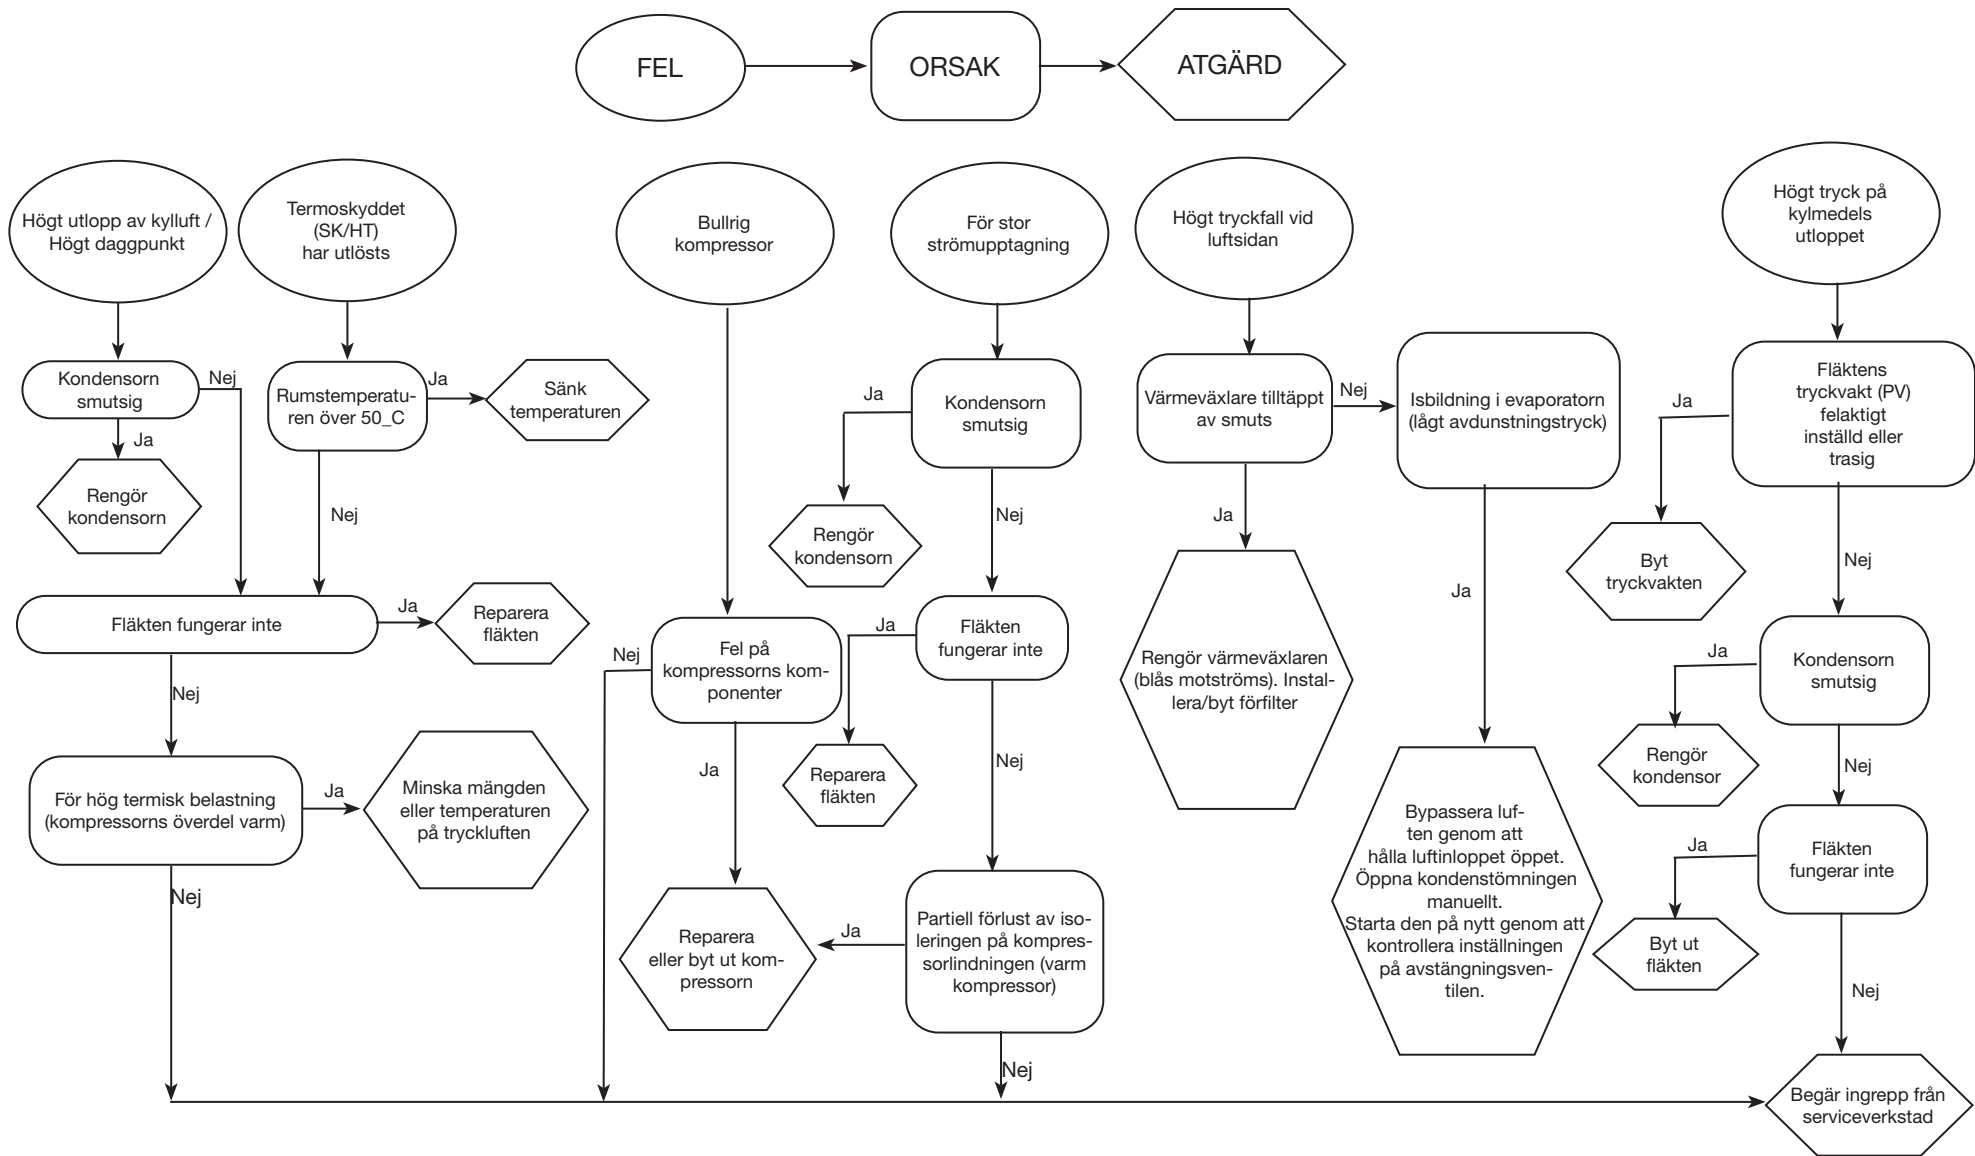 FEL
ORSAK
ATGÄRD
Högt utlopp av kylluft /
Högt daggpunkt
Kondensorn
smutsig
Nej
Ja
Rengör
kondensorn
Termoskyddet
(SK/HT)
har utlösts
Rumstemperatu-
ren över 50_C
Ja
Sänk
temperaturen
Nej
Fläkten fungerar inte
Ja
Reparera
fläkten
Nej
För hög termisk belastning
(kompressorns överdel varm)
Ja
Minska mängden
eller temperaturen
på tryckluften
Nej
Bullrig
kompressor
Fel på
kompressorns kom-
ponenter
Nej
Ja
Reparera
eller byt ut kom-
pressorn
För stor
strömupptagning
Kondensorn
smutsig
Ja
Rengör
kondensorn
Nej
Fläkten
fungerar inte
Ja
Reparera
fläkten
Nej
Partiell förlust av iso-
leringen på kompres-
sorlindningen (varm
kompressor)
Ja
Nej
Högt tryckfall vid
luftsidan
Värmeväxlare tilltäppt
av smuts
Nej
Ja
Rengör värmeväxlaren
(blås motströms). Instal-
lera/byt förfilter
Isbildning i evaporatorn
(lågt avdunstningstryck)
Ja
Bypassera luf-
ten genom att
hålla luftinloppet öppet.
Öppna kondenstömningen
manuellt.
Starta den på nytt genom att
kontrollera inställningen
på avstängningsven-
tilen.
Högt tryck på
kylmedels
utloppet
Fläktens
tryckvakt (PV)
felaktigt
inställd eller
trasig
Ja
Byt
tryckvakten
Nej
Kondensorn
smutsig
Ja
Rengör
kondensor
Nej
Fläkten
fungerar inte
Ja
Byt ut
fläkten
Nej
Begär ingrepp från
serviceverkstad